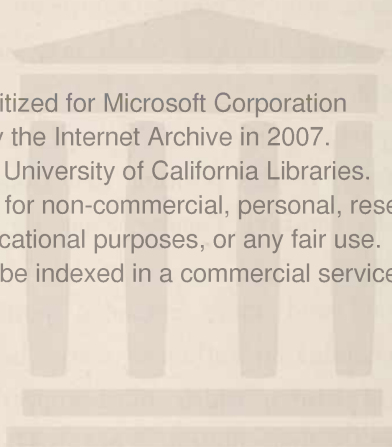 itized for Microsoft Corporation
the Internet Archive in 2007.
University of California Libraries.
for non-commercial, personal,
cational purposes, or any fair use.
be indexed in a commercial service